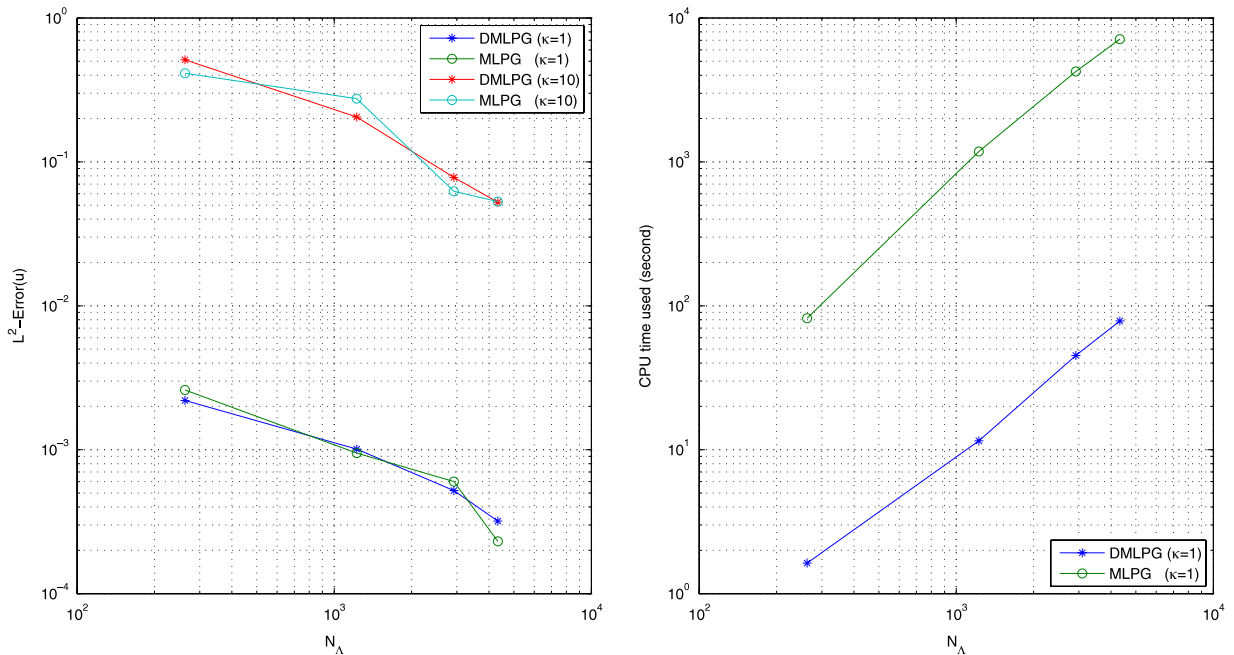 10^0
10^-1
10^-2
10^-3
10^-4
L^2−Error(u)
10^2
10^3
10^4
N_Λ
DMLPG (κ=1)
MLPG (κ=1)
DMLPG (κ=10)
MLPG (κ=10)
10^4
10^3
10^2
10^1
10^0
CPU time used (second)
10^2
10^3
10^4
N_Λ
DMLPG (κ=1)
MLPG (κ=1)